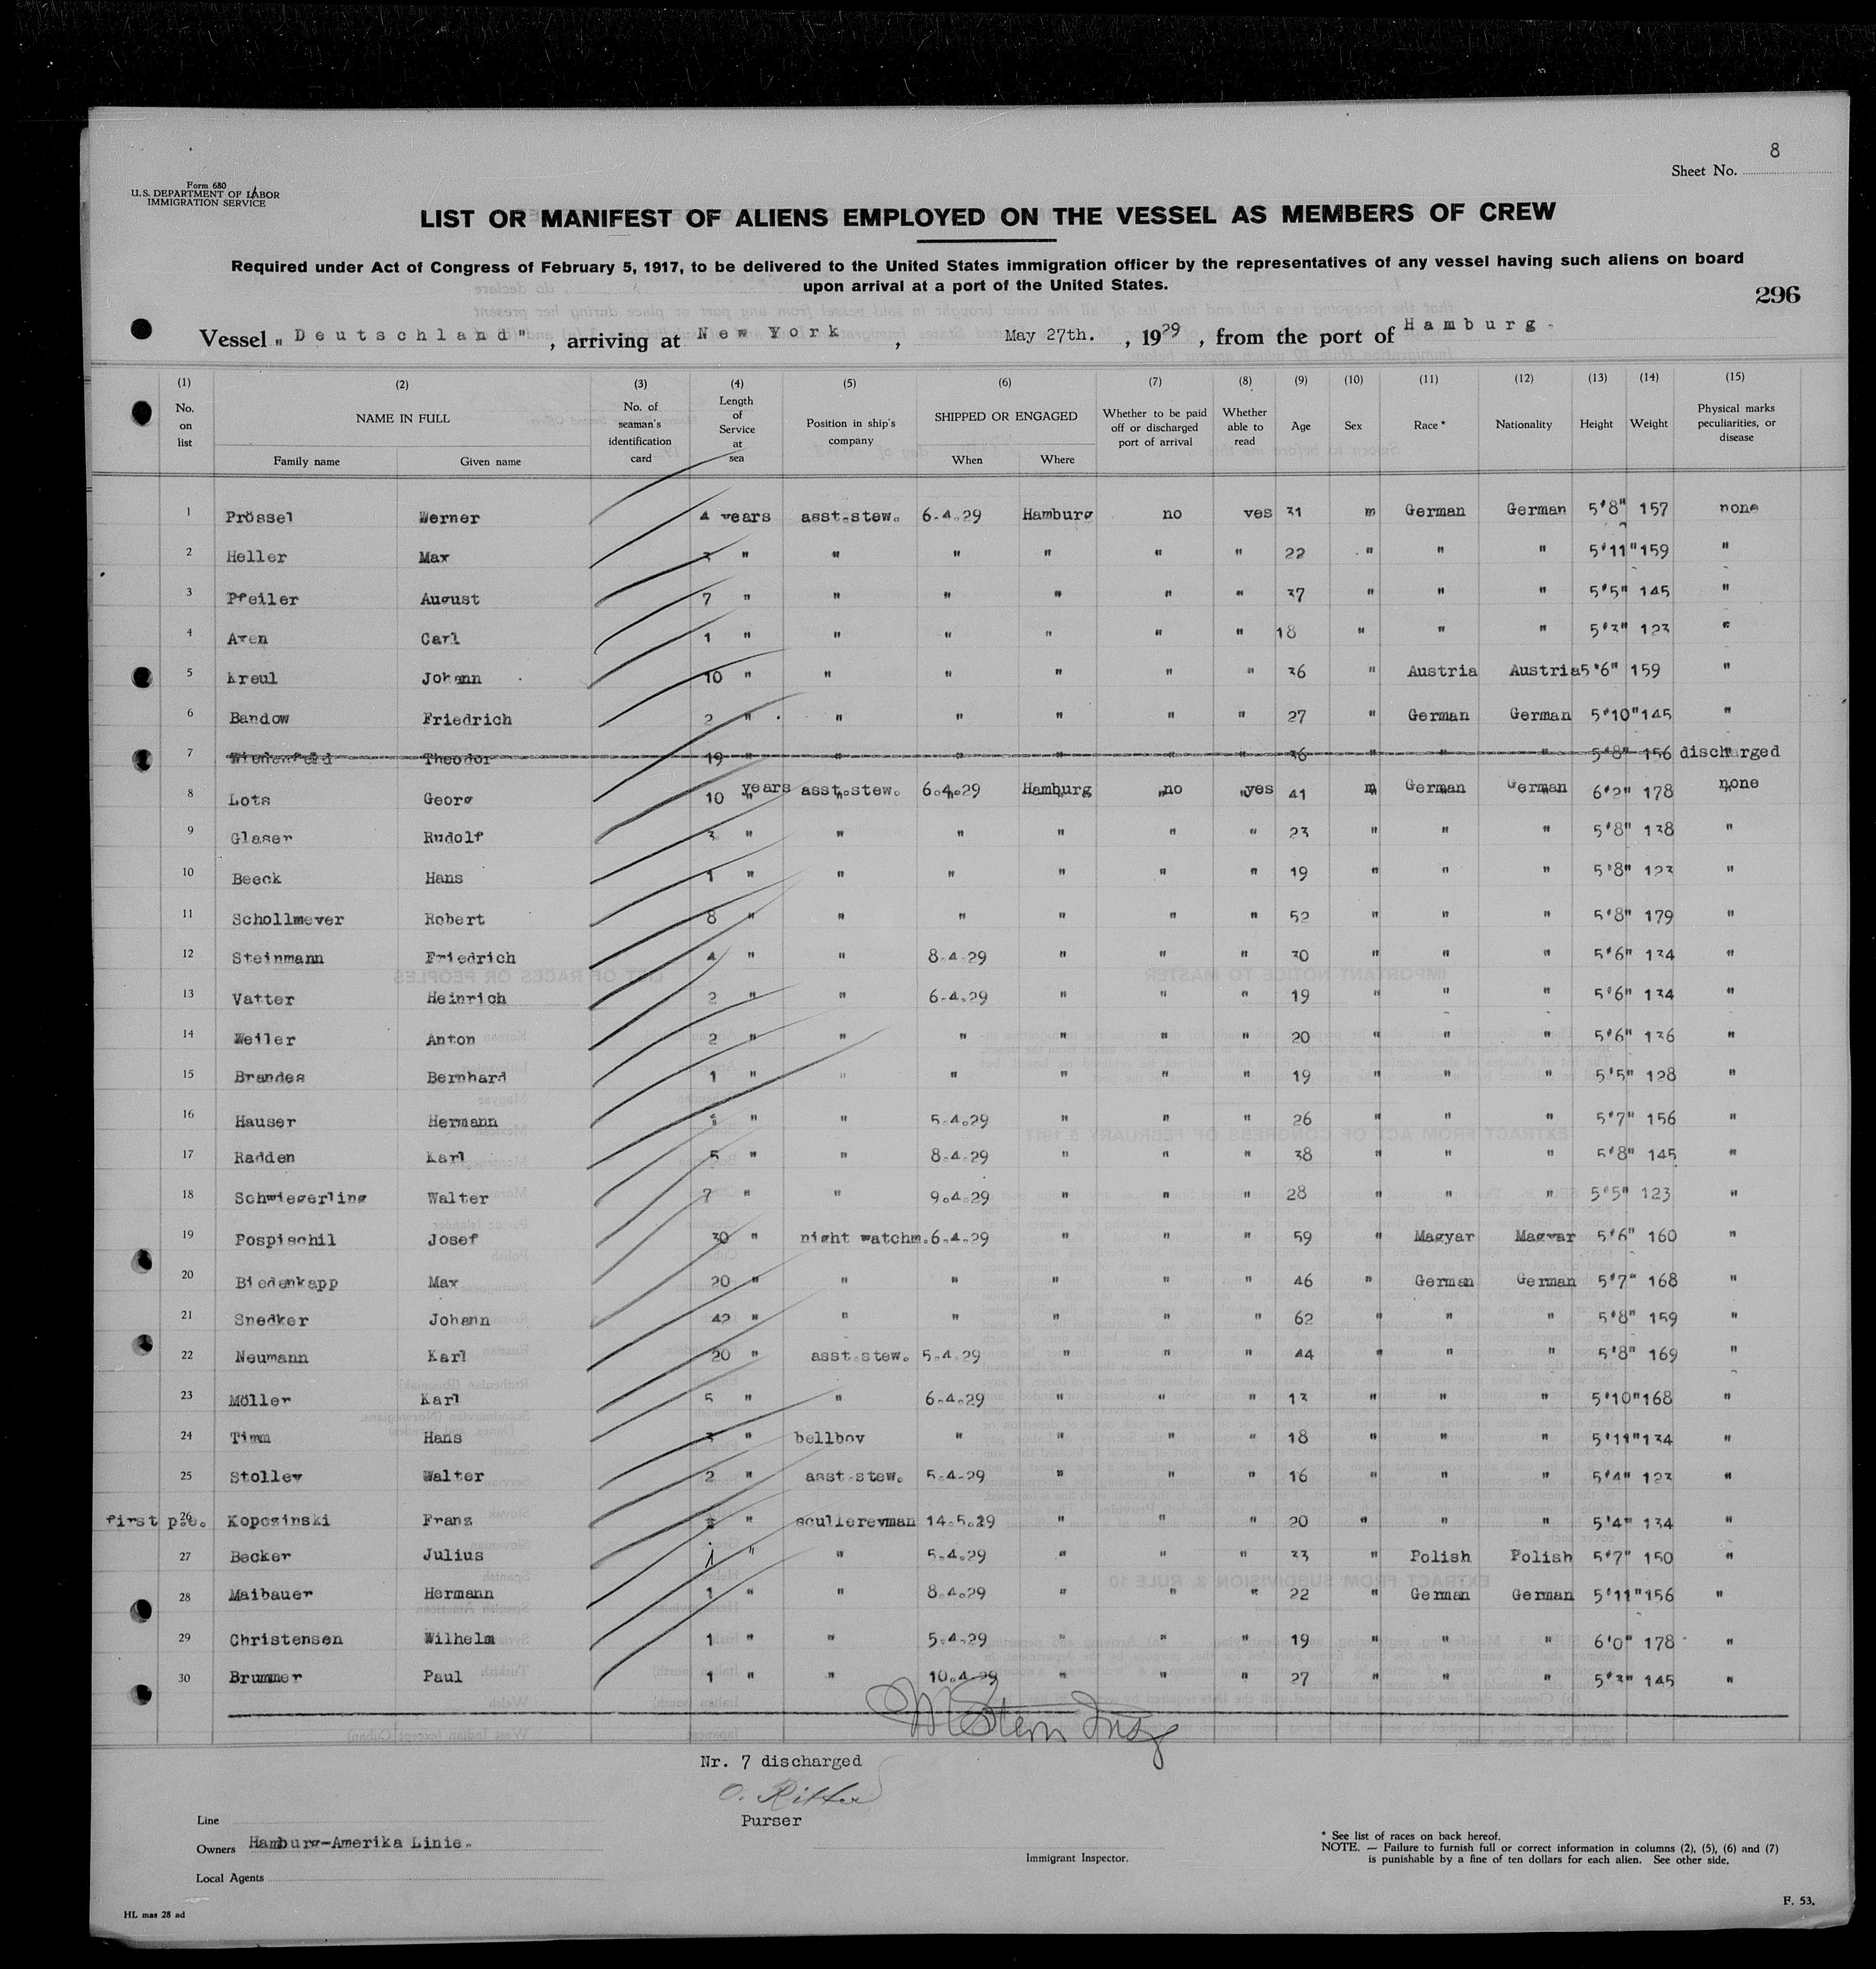 8
Sheet No.
Form 680
U.S. DEPARTMENT OF LABOR
IMMIGRATION SERVICE
LIST OR MANIFEST OF ALIENS EMPLOYED ON THE VESSEL AS MEMBERS OF CREW
Required under Act of Congress of February 5, 1917, to be delivered to the United States immigration officer by the representatives of any vessel having such aliens on board
upon arrival at a port of the United States.
296
Vessel "Deutschland", arriving at New York, May 27th., 1929, from the port of Hamburg.
(1) (2) (3) (4) (5) (6) (7) (8) (9) (10) (11) (12) (13) (14) (15)
No. on list NAME IN FULL Family name Given name No. of seaman's identification card Length of Service at sea Position in ship's company SHIPPED OR ENGAGED When Where Whether to be paid off or discharged port of arrival Whether able to read Age Sex Race * Nationality Height Weight Physical marks peculiarities, or disease
1 Prössel Werner 4 years asst.stew. 6.4.29 Hamburg no yes 31 m German German 5'8" 157 none
2 Heller Max 3 " " " " " " 22 " " " 5'11" 159 "
3 Pfeiler August 7 " " " " " " 37 " " " 5'5" 145 "
4 Axen Carl 1 " " " " " " 18 " " " 5'3" 123 "
5 Kreul Johann 10 " " " " " " 36 " Austria Austria 5'6" 159 "
6 Bandow Friedrich 2 " " " " " " 27 " German German 5'10" 145 "
7 Theodor 19 " " " " " " 36 " " " 5'8" 156 discharged
8 Lots Georg 10 years asst.stew. 6.4.29 Hamburg no yes 41 m German German 6'2" 178 none
9 Glaser Rudolf 3 " " " " " " 23 " " " 5'8" 138 "
10 Beeck Hans 1 " " " " " " 19 " " " 5'8" 123 "
11 Schollmeyer Robert 8 " " " " " " 52 " " " 5'8" 179 "
12 Steinmann Friedrich 4 " " 8.4.29 " " " 30 " " " 5'6" 134 "
13 Vatter Heinrich 2 " " 6.4.29 " " " 19 " " " 5'6" 134 "
14 Weiler Anton 2 " " " " " " 20 " " " 5'6" 136 "
15 Brandes Bernhard 1 " " " " " " 19 " " " 5'5" 128 "
16 Hauser Hermann " " 5.4.29 " " " 26 " " " 5'7" 156 "
17 Radden Karl 5 " " 8.4.29 " " " 38 " " " 5'8" 145 "
18 Schwiegerling Walter 7 " " 9.4.29 " " " 28 " " " 5'5" 123 "
19 Pospischil Josef 30 " night watchm. 6.4.29 " " " 59 " Magyar Magyar 5'6" 160 "
20 Biedenkapp Max 20 " " " " " " 46 " German German 5'7" 168 "
21 Snedker Johann 42 " " " " " " 62 " " " 5'8" 159 "
22 Neumann Karl 20 " asst.stew. 5.4.29 " " " 44 " " " 5'8" 169 "
23 Möller Karl 5 " " 6.4.29 " " " 13 " " " 5'10" 168 "
24 Timm Hans 3 " bellboy " " " " 18 " " " 5'11" 134 "
25 Stolley Walter 2 " asst.stew. 5.4.29 " " " 16 " " " 5'4" 123 "
first p.e. 26 Kopczinski Franz " sculleryman 14.5.29 " " " 20 " " " 5'4" 134 "
27 Becker Julius 1 " " 5.4.29 " " " 33 " Polish Polish 5'7" 150 "
28 Maibauer Hermann 1 " " 8.4.29 " " " 22 " German German 5'11" 156 "
29 Christensen Wilhelm 1 " " 5.4.29 " " " 19 " " " 6'0" 178 "
30 Brummer Paul 1 " " 10.4.29 " " " 27 " " " 5'3" 145 "
Nr. 7 discharged
O. Ritter
Purser
Line
Owners Hamburg-Amerika Linie.
Local Agents
Immigrant Inspector.
* See list of races on back hereof.
NOTE. — Failure to furnish full or correct information in columns (2), (5), (6) and (7)
is punishable by a fine of ten dollars for each alien. See other side.
HL mas 28 ad
F. 53.